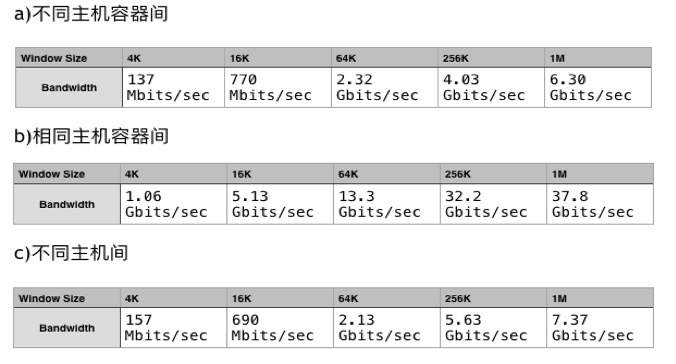 a)不同主机容器间
Window Size 4K 16K 64K 256K 1M
Bandwidth 137 Mbits/sec 770 Mbits/sec 2.32 Gbits/sec 4.03 Gbits/sec 6.30 Gbits/sec
b)相同主机容器间
Window Size 4K 16K 64K 256K 1M
Bandwidth 1.06 Gbits/sec 5.13 Gbits/sec 13.3 Gbits/sec 32.2 Gbits/sec 37.8 Gbits/sec
c)不同主机间
Window Size 4K 16K 64K 256K 1M
Bandwidth 157 Mbits/sec 690 Mbits/sec 2.13 Gbits/sec 5.63 Gbits/sec 7.37 Gbits/sec